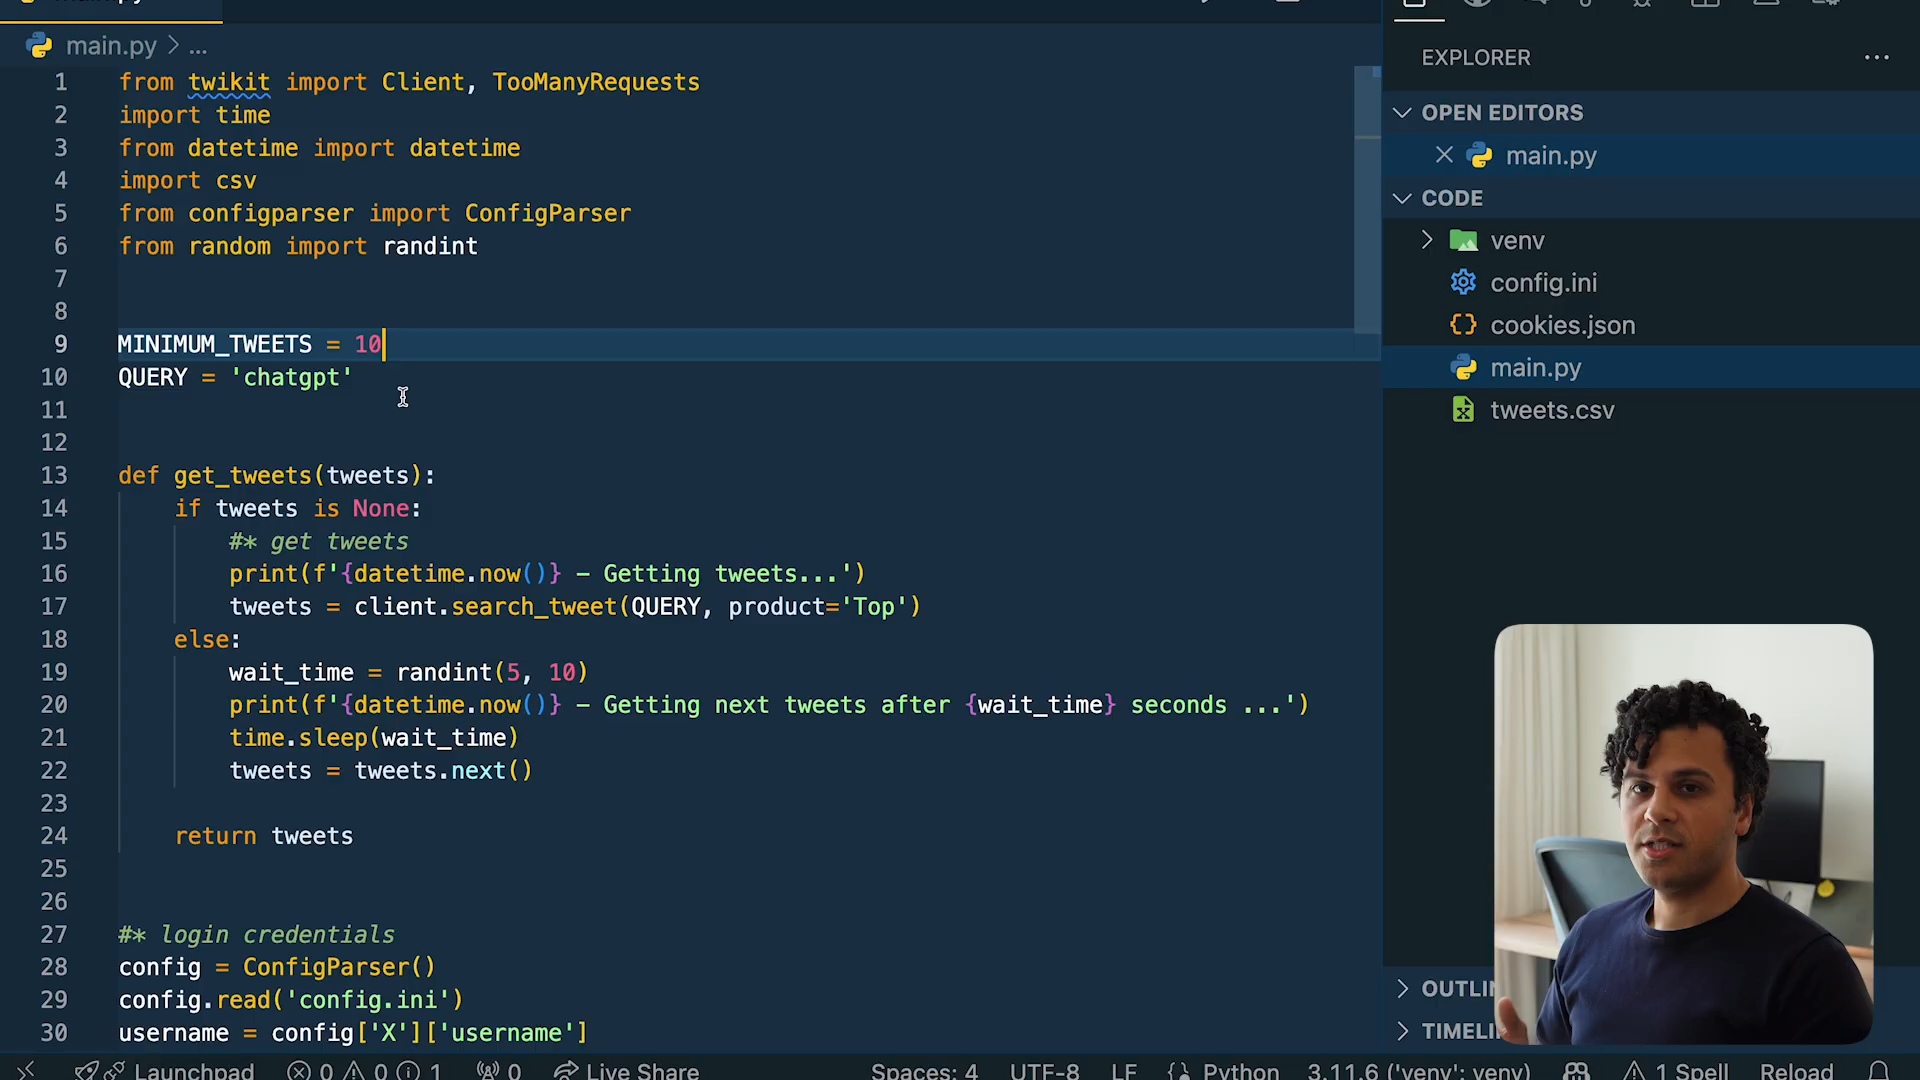 main.py > ...
1 from twikit import Client, TooManyRequests
2 import time
3 from datetime import datetime
4 import csv
5 from configparser import ConfigParser
6 from random import randint
7
8
9 MINIMUM_TWEETS = 10
10 QUERY = 'chatgpt'
11
12
13 def get_tweets(tweets):
14 if tweets is None:
15 #* get tweets
16 print(f'{datetime.now()} - Getting tweets...')
17 tweets = client.search_tweet(QUERY, product='Top')
18 else:
19 wait_time = randint(5, 10)
20 print(f'{datetime.now()} - Getting next tweets after {wait_time} seconds ...')
21 time.sleep(wait_time)
22 tweets = tweets.next()
23
24 return tweets
25
26
27 #* login credentials
28 config = ConfigParser()
29 config.read('config.ini')
30 username = config['X']['username']
EXPLORER
OPEN EDITORS
main.py
CODE
venv
config.ini
cookies.json
main.py
tweets.csv
OUTLIN
TIMELI
Launchpad 0 0 1 0 Live Share Spaces: 4 UTF-8 LF Python 3.11.6 ('venv': venv) 1 Spell Reload